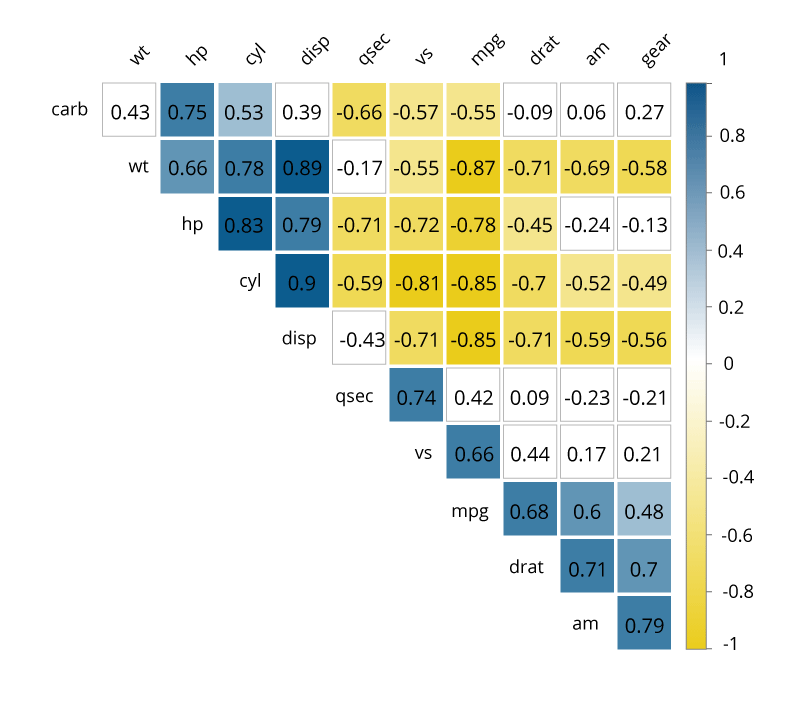 wt hp cyl disp qsec vs mpg drat am gear 1
carb 0.43 0.75 0.53 0.39 -0.66 -0.57 -0.55 -0.09 0.06 0.27
0.8
wt 0.66 0.78 0.89 -0.17 -0.55 -0.87 -0.71 -0.69 -0.58
0.6
hp 0.83 0.79 -0.71 -0.72 -0.78 -0.45 -0.24 -0.13
0.4
cyl 0.9 -0.59 -0.81 -0.85 -0.7 -0.52 -0.49
0.2
disp -0.43 -0.71 -0.85 -0.71 -0.59 -0.56
0
qsec 0.74 0.42 0.09 -0.23 -0.21
-0.2
vs 0.66 0.44 0.17 0.21
-0.4
mpg 0.68 0.6 0.48
-0.6
drat 0.71 0.7
-0.8
am 0.79
-1